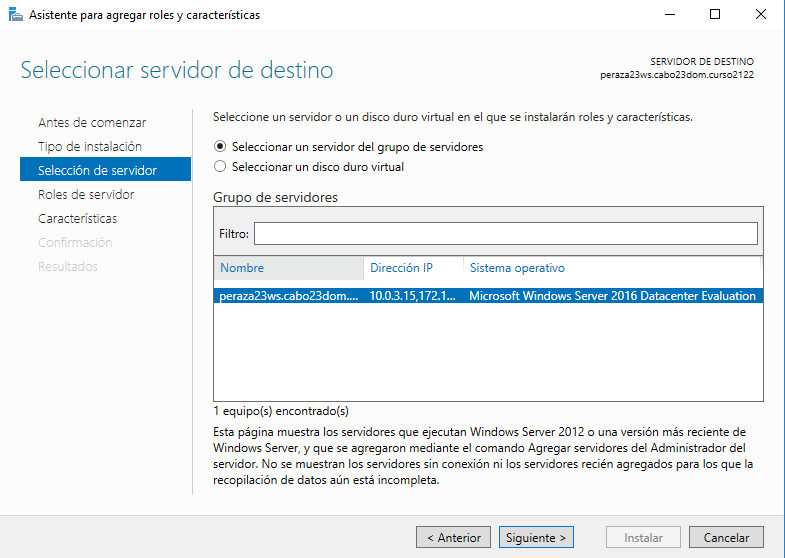 Asistente para agregar roles y características
Seleccionar servidor de destino
SERVIDOR DE DESTINO
peraza23ws.cabo23dom.curso2122
Antes de comenzar
Tipo de instalación
Selección de servidor
Roles de servidor
Características
Confirmación
Resultados
Seleccione un servidor o un disco duro virtual en el que se instalarán roles y características.
Seleccionar un servidor del grupo de servidores
Seleccionar un disco duro virtual
Grupo de servidores
Filtro:
Nombre Dirección IP Sistema operativo
peraza23ws.cabo23dom.... 10.0.3.15,172.1... Microsoft Windows Server 2016 Datacenter Evaluation
1 equipo(s) encontrado(s)
Esta página muestra los servidores que ejecutan Windows Server 2012 o una versión más reciente de
Windows Server, y que se agregaron mediante el comando Agregar servidores del Administrador del
servidor. No se muestran los servidores sin conexión ni los servidores recién agregados para los que la
recopilación de datos aún está incompleta.
< Anterior Siguiente > Instalar Cancelar